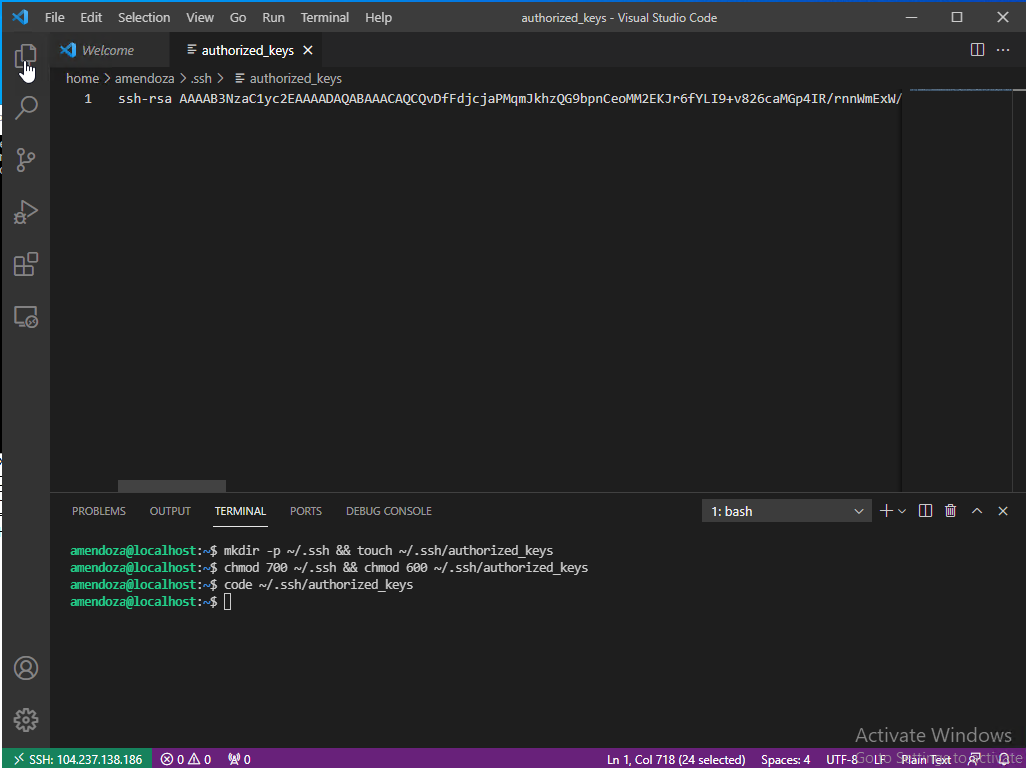 File Edit Selection View Go Run Terminal Help authorized_keys - Visual Studio Code
Welcome authorized_keys
home > amendoza > .ssh > authorized_keys
1 ssh-rsa AAAAB3NzaC1yc2EAAAADAQABAAACAQCQvDfFdjcjaPMqmJkhzQG9bpnCeoMM2EKJr6fYLI9+v826caMGp4IR/rnnWmExW/
PROBLEMS OUTPUT TERMINAL PORTS DEBUG CONSOLE 1: bash
amendoza@localhost:~$ mkdir -p ~/.ssh && touch ~/.ssh/authorized_keys
amendoza@localhost:~$ chmod 700 ~/.ssh && chmod 600 ~/.ssh/authorized_keys
amendoza@localhost:~$ code ~/.ssh/authorized_keys
amendoza@localhost:~$
Activate Windows
Go to Settings to activate
SSH: 104.237.138.186 0 0 0 Ln 1, Col 718 (24 selected) Spaces: 4 UTF-8 LF Plain Text